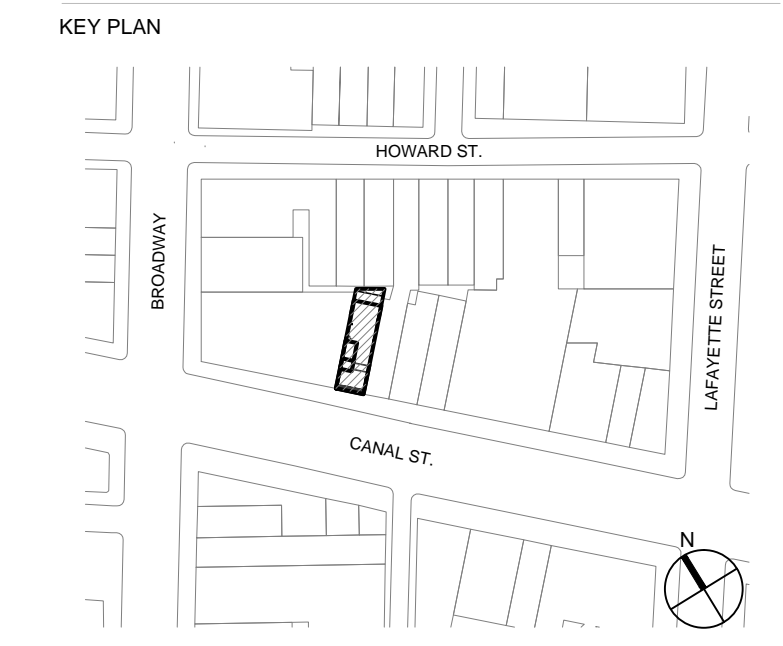 KEY PLAN
HOWARD ST.
BROADWAY
LAFAYETTE STREET
CANAL ST.
N